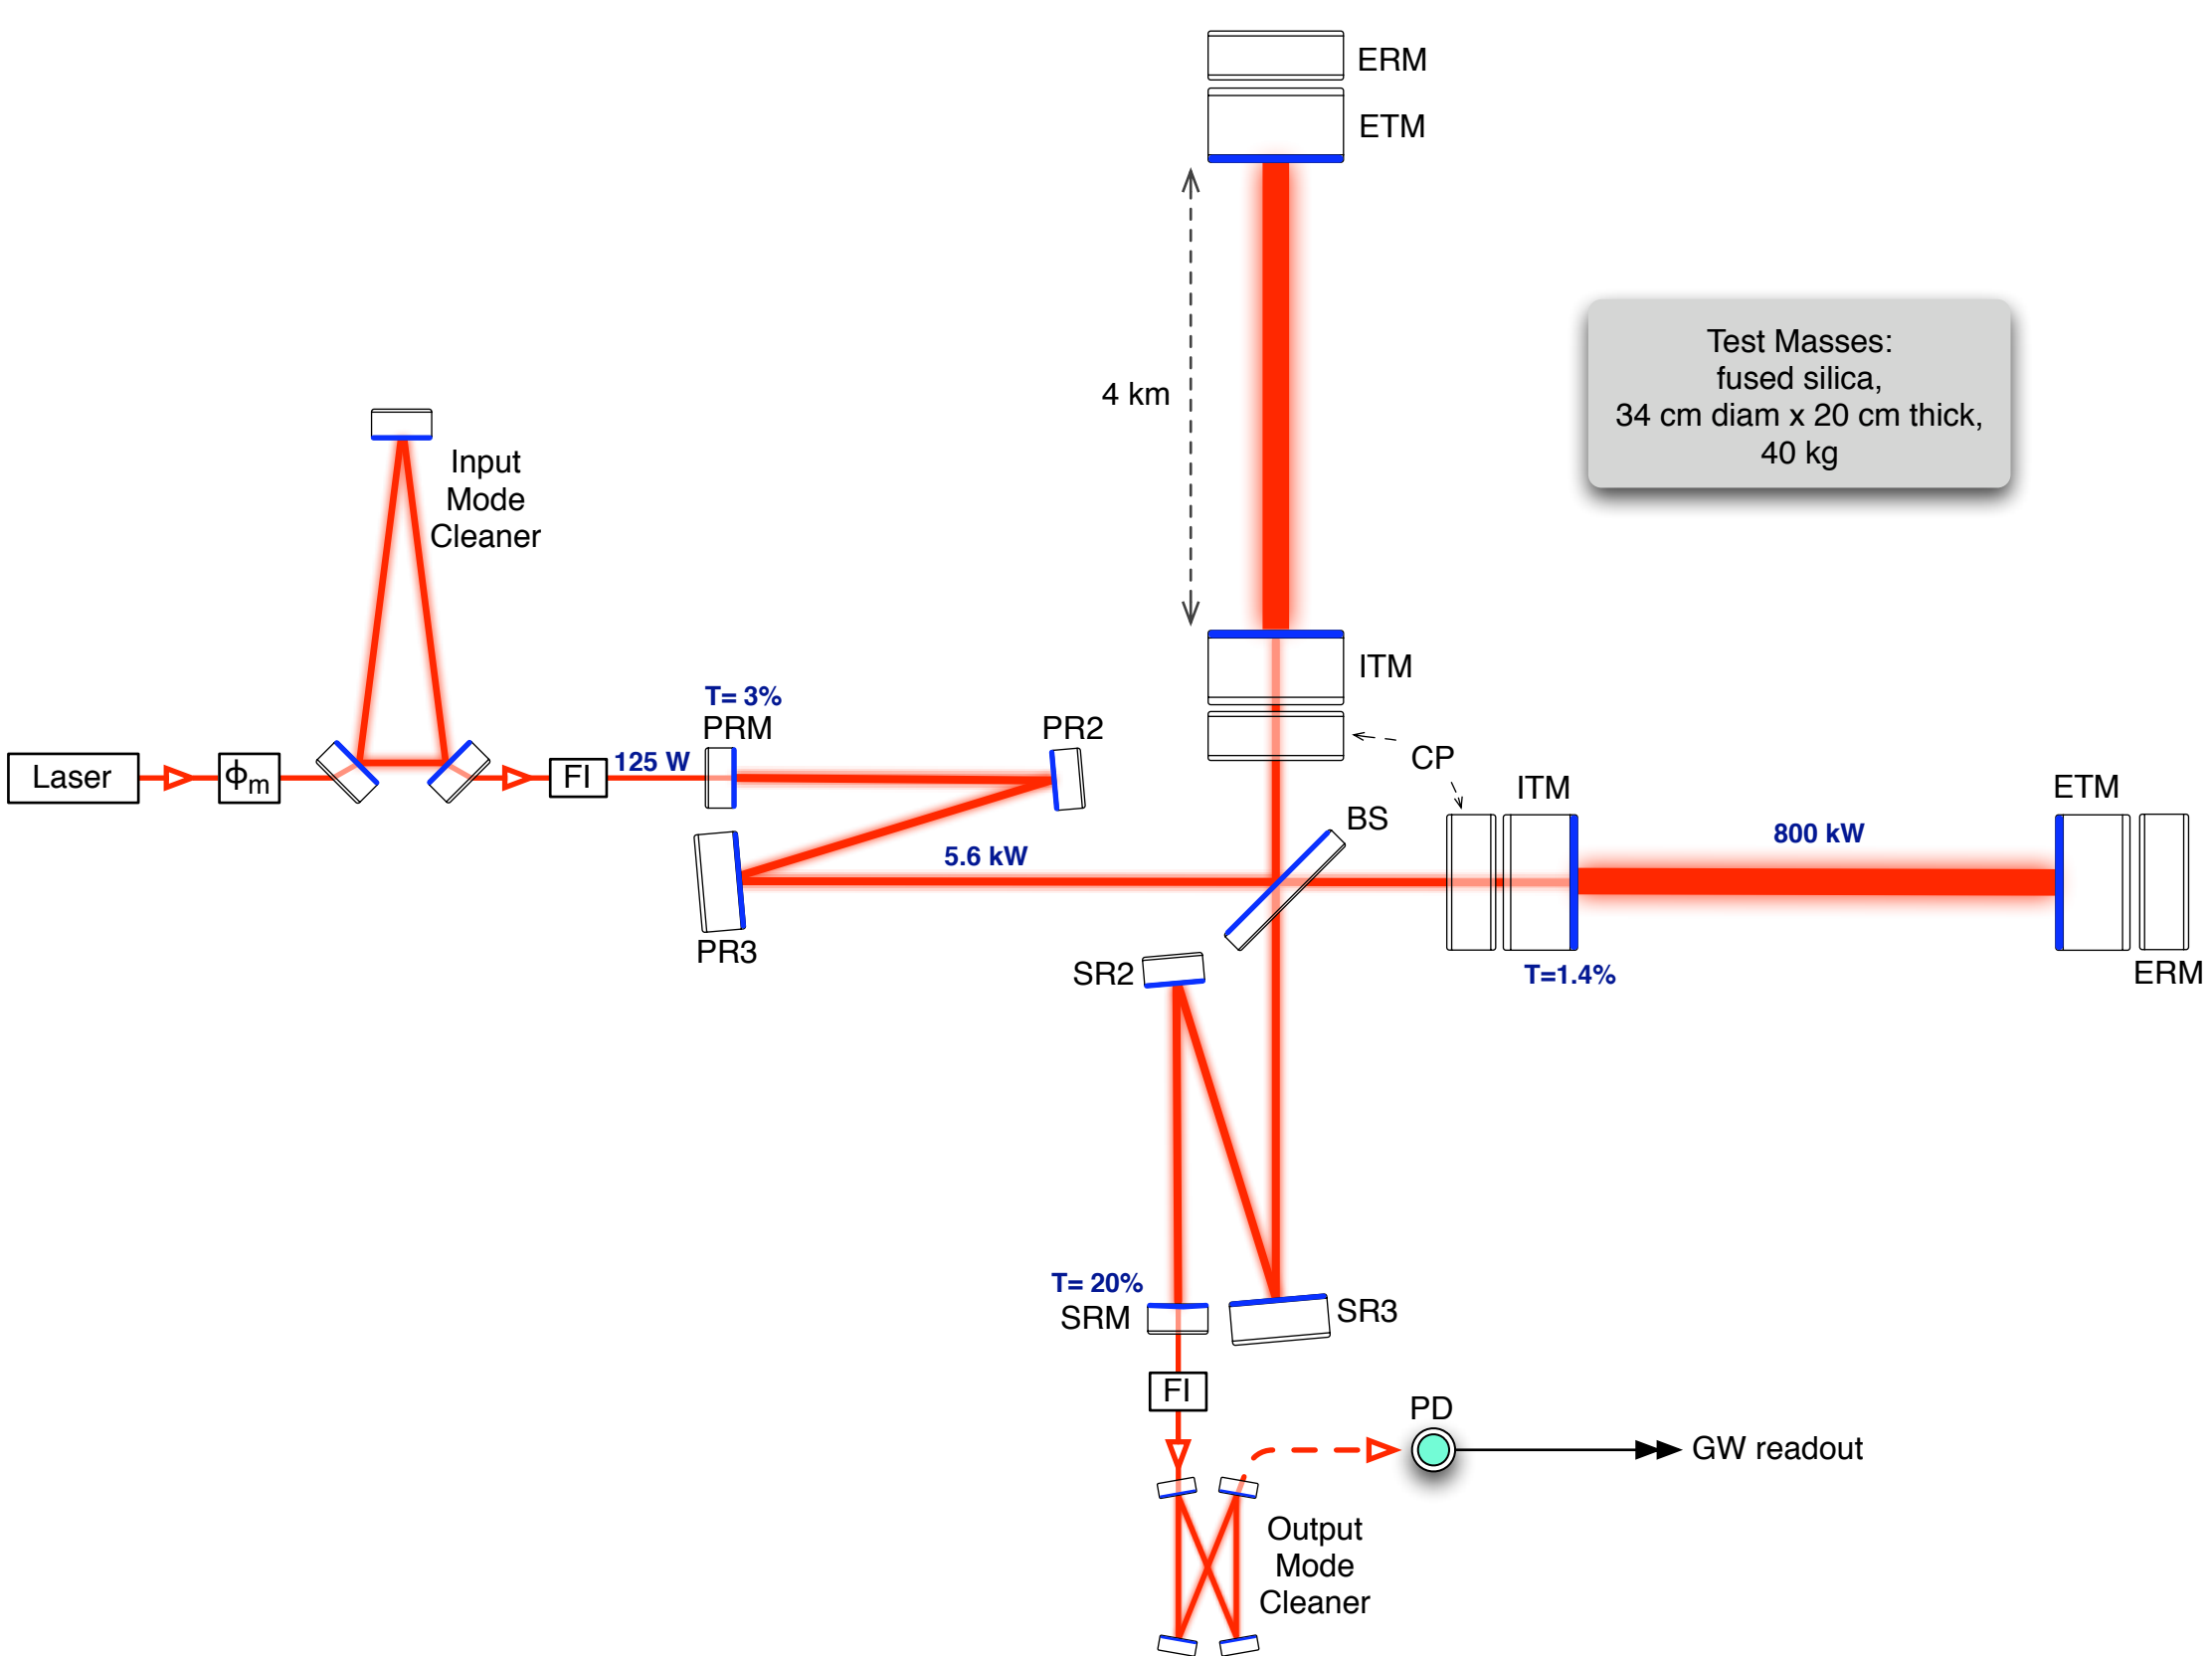 ERM
ETM
4 km
Test Masses:
fused silica,
34 cm diam x 20 cm thick,
40 kg
Input
Mode
Cleaner
ITM
T= 3%
PRM
PR2
CP
Laser
ϕm
FI
125 W
ITM
ETM
BS
800 kW
5.6 kW
PR3
SR2
T=1.4%
ERM
T= 20%
SRM
SR3
FI
PD
GW readout
Output
Mode
Cleaner